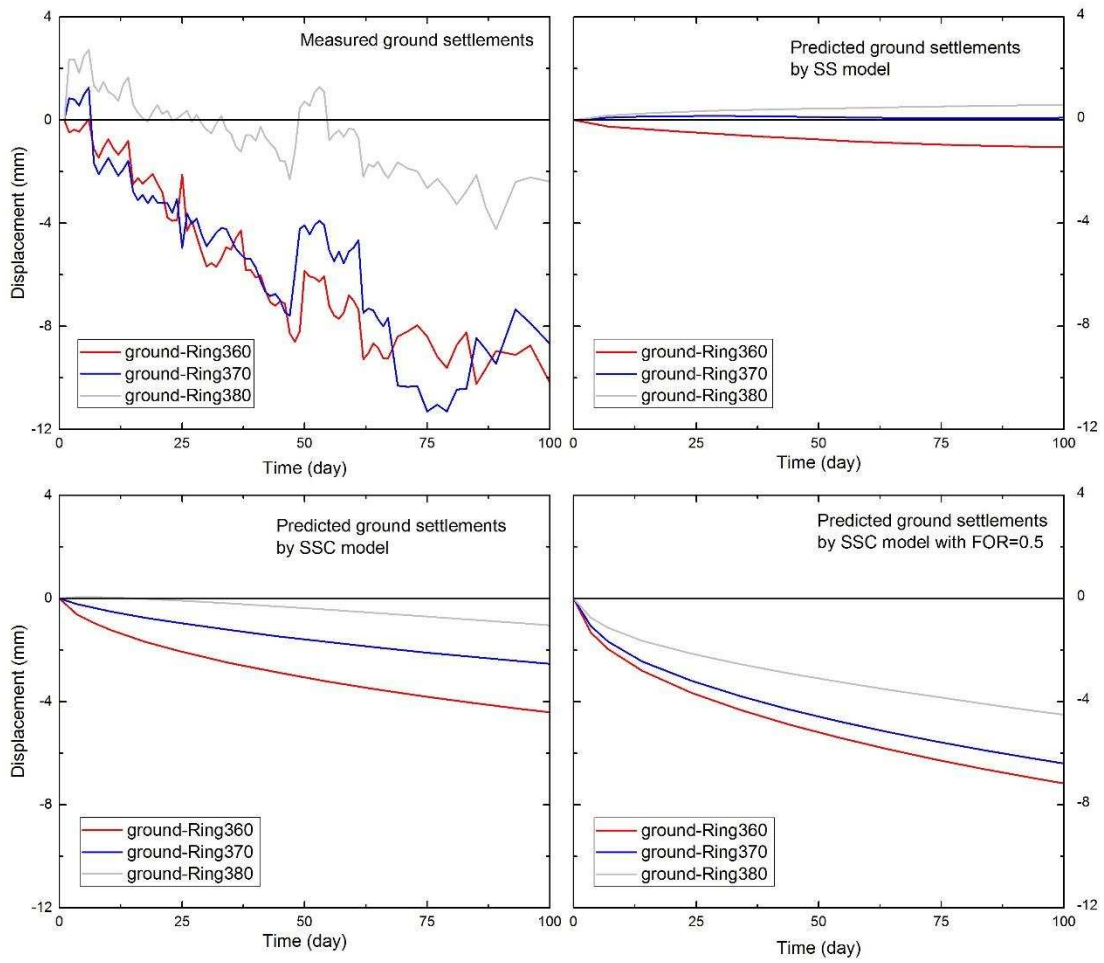 Measured ground settlements
4
0
-4
-8
-12
Displacement (mm)
ground-Ring360
ground-Ring370
ground-Ring380
0
25
50
75
100
Time (day)
Predicted ground settlements
by SS model
4
0
-4
-8
-12
ground-Ring360
ground-Ring370
ground-Ring380
0
25
50
75
100
Time (day)
Predicted ground settlements
by SSC model
4
0
-4
-8
-12
Displacement (mm)
ground-Ring360
ground-Ring370
ground-Ring380
0
25
50
75
100
Time (day)
Predicted ground settlements
by SSC model with FOR=0.5
4
0
-4
-8
-12
ground-Ring360
ground-Ring370
ground-Ring380
0
25
50
75
100
Time (day)